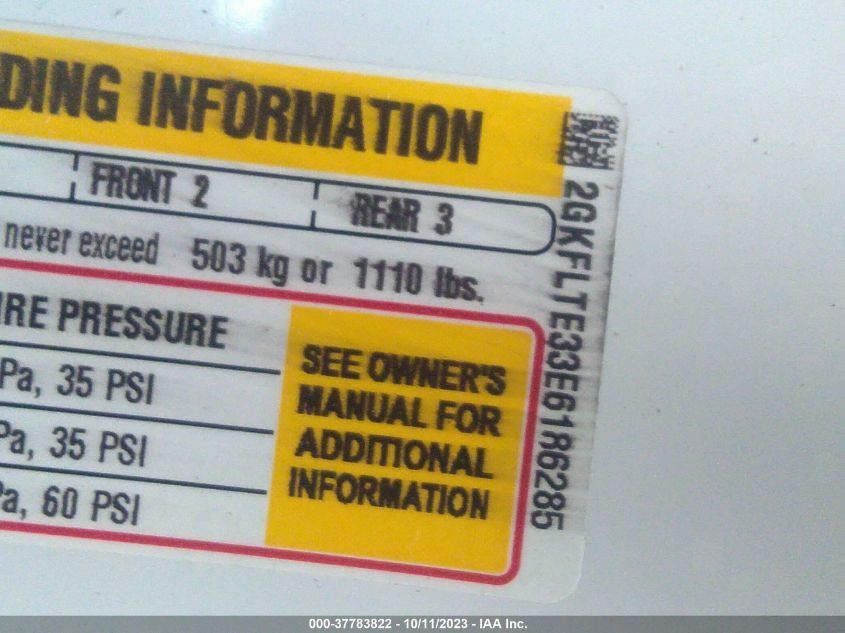 DING INFORMATION
FRONT 2 REAR 3
never exceed 503 kg or 1110 lbs.
IRE PRESSURE
Pa, 35 PSI
Pa, 35 PSI
Pa, 60 PSI
SEE OWNER'S
MANUAL FOR
ADDITIONAL
INFORMATION
2GKFLTE33E6186285
000-37783822 - 10/11/2023 - IAA Inc.